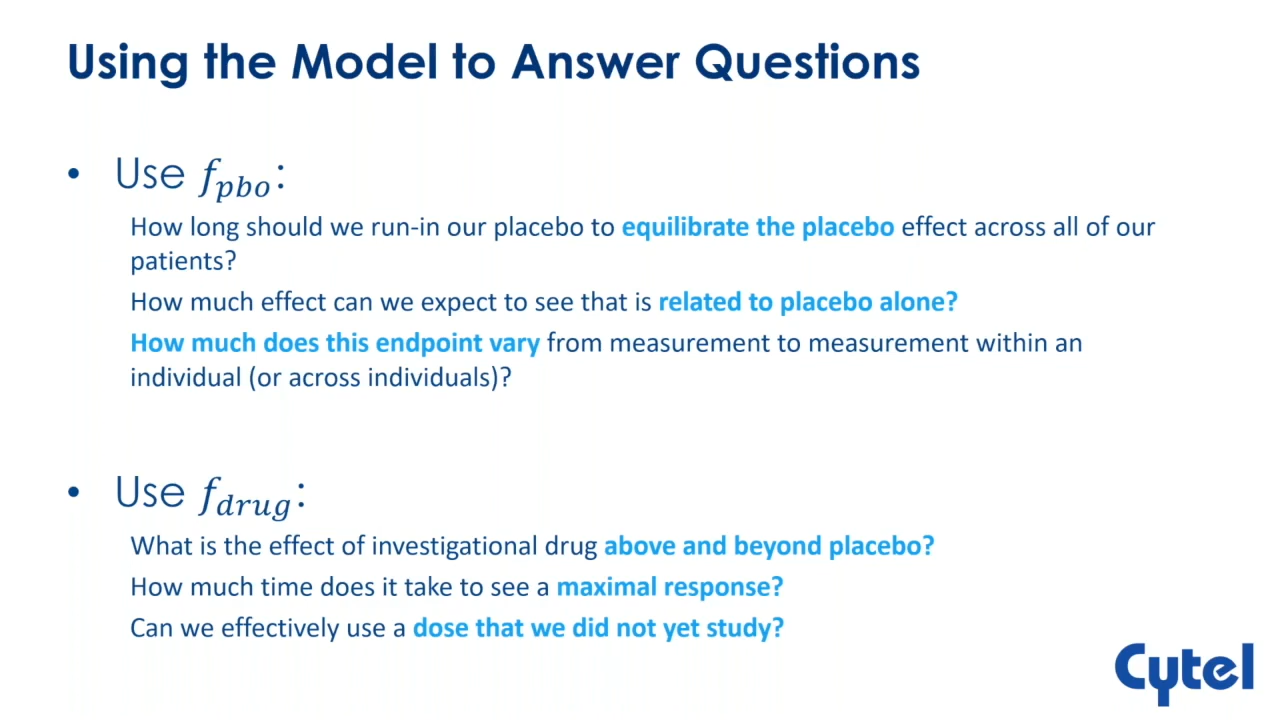 Using the Model to Answer Questions
• Use f_pbo:
How long should we run-in our placebo to equilibrate the placebo effect across all of our
patients?
How much effect can we expect to see that is related to placebo alone?
How much does this endpoint vary from measurement to measurement within an
individual (or across individuals)?
• Use f_drug:
What is the effect of investigational drug above and beyond placebo?
How much time does it take to see a maximal response?
Can we effectively use a dose that we did not yet study?
Cytel